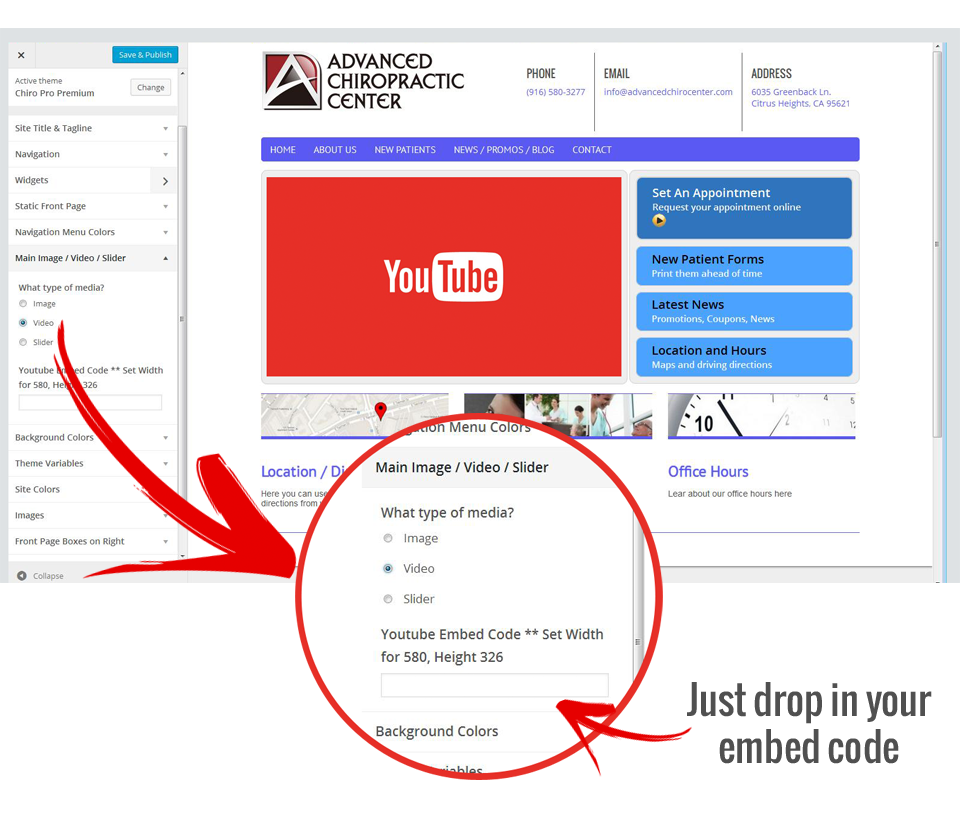 Save & Publish
Active theme
Chiro Pro Premium
Change
Site Title & Tagline
Navigation
Widgets
Static Front Page
Navigation Menu Colors
Main Image / Video / Slider
What type of media?
Image
Video
Slider
Youtube Embed Code ** Set Width
for 580, Height 326
Background Colors
Theme Variables
Site Colors
Images
Front Page Boxes on Right
Collapse
ADVANCED
CHIROPRACTIC
CENTER
PHONE
(916) 580-3277
EMAIL
info@advancedchirocenter.com
ADDRESS
6035 Greenback Ln.
Citrus Heights, CA 95621
HOME ABOUT US NEW PATIENTS NEWS / PROMOS / BLOG CONTACT
YouTube
Set An Appointment
Request your appointment online
New Patient Forms
Print them ahead of time
Latest News
Promotions, Coupons, News
Location and Hours
Maps and driving directions
10
11
12
4
5
Location / Di
Here you can use
directions from
Office Hours
Lear about our office hours here
gation Menu Colors
Main Image / Video / Slider
What type of media?
Image
Video
Slider
Youtube Embed Code ** Set Width
for 580, Height 326
Background Colors
ariables
Just drop in your
embed code